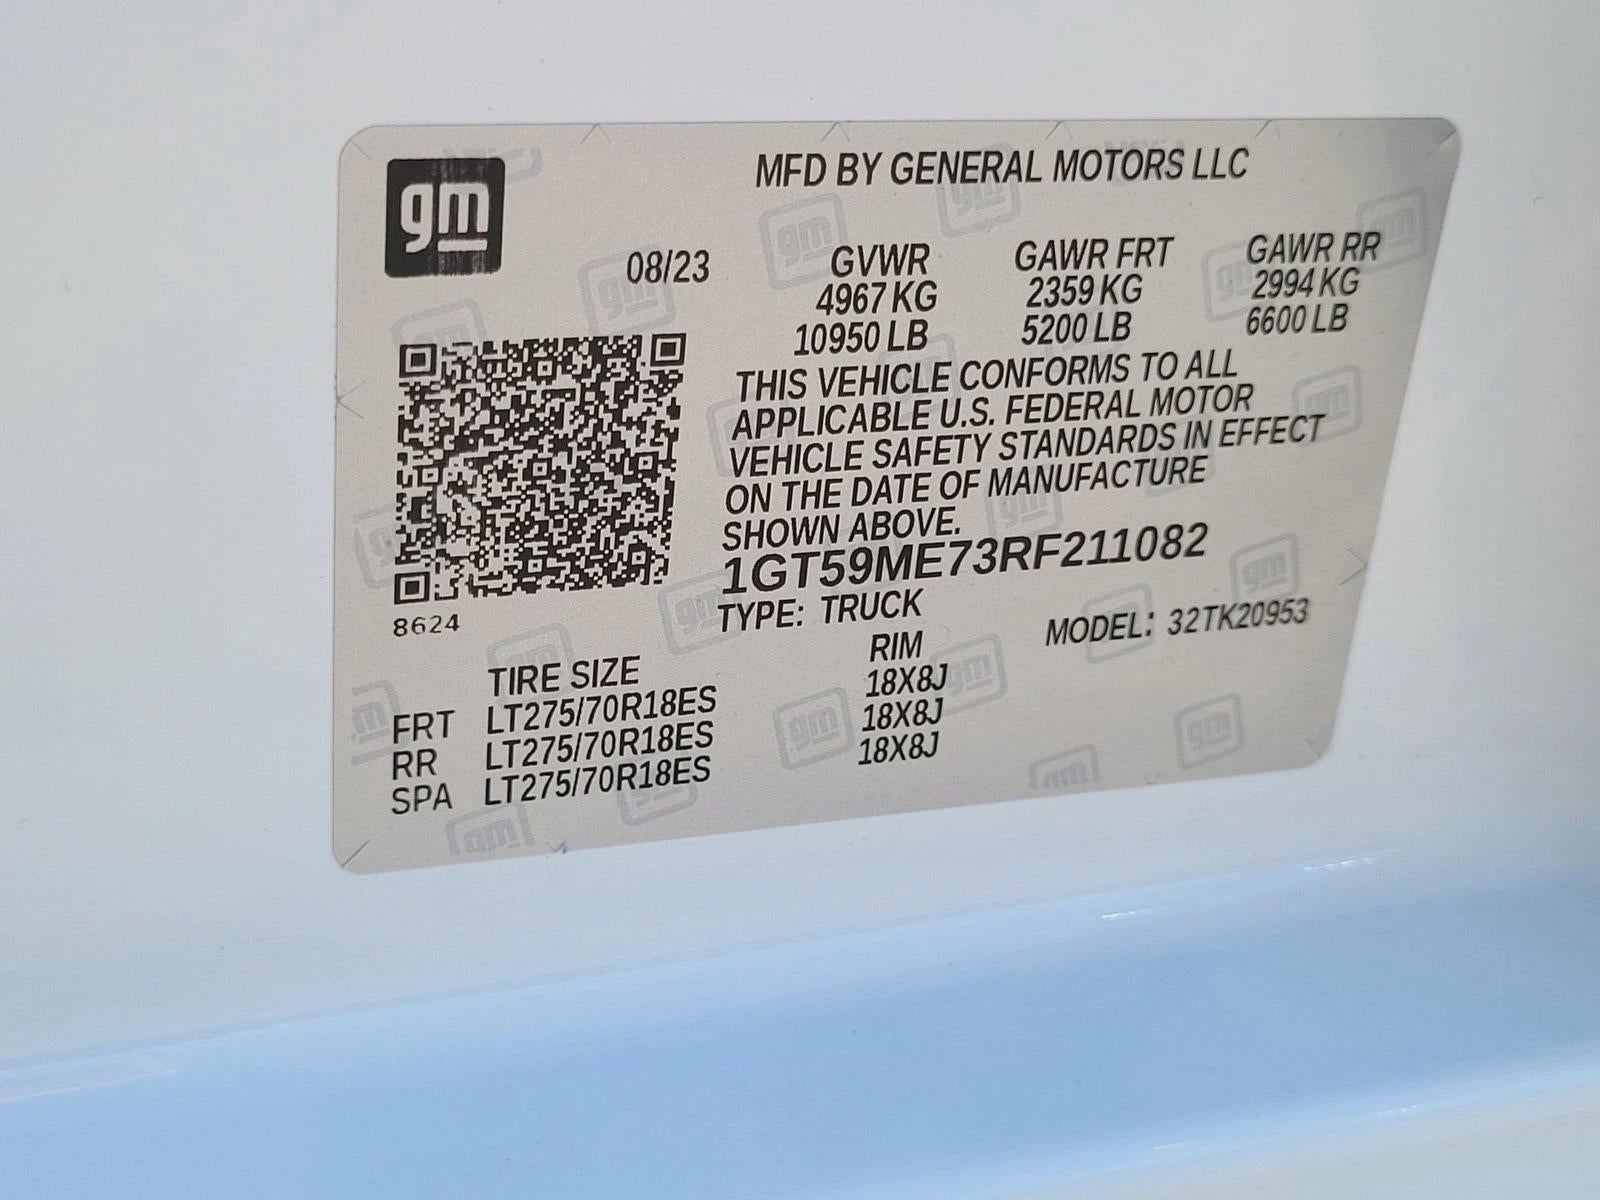 gm
MFD BY GENERAL MOTORS LLC
08/23
GVWR GAWR FRT GAWR RR
4967 KG 2359 KG 2994 KG
10950 LB 5200 LB 6600 LB
THIS VEHICLE CONFORMS TO ALL
APPLICABLE U.S. FEDERAL MOTOR
VEHICLE SAFETY STANDARDS IN EFFECT
ON THE DATE OF MANUFACTURE
SHOWN ABOVE.
1GT59ME73RF211082
8624
TYPE: TRUCK MODEL: 32TK20953
TIRE SIZE RIM
FRT LT275/70R18ES 18X8J
RR LT275/70R18ES 18X8J
SPA LT275/70R18ES 18X8J